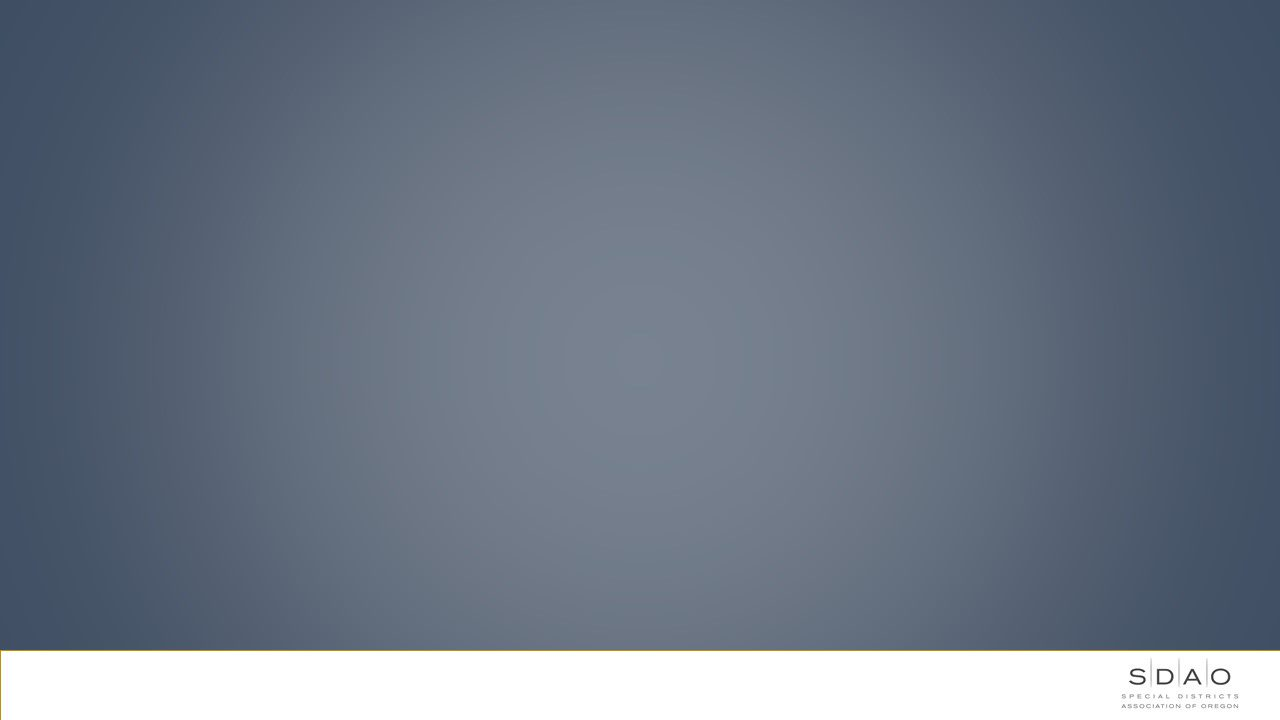 S|D|A|O
SPECIAL DISTRICTS
ASSOCIATION OF OREGON